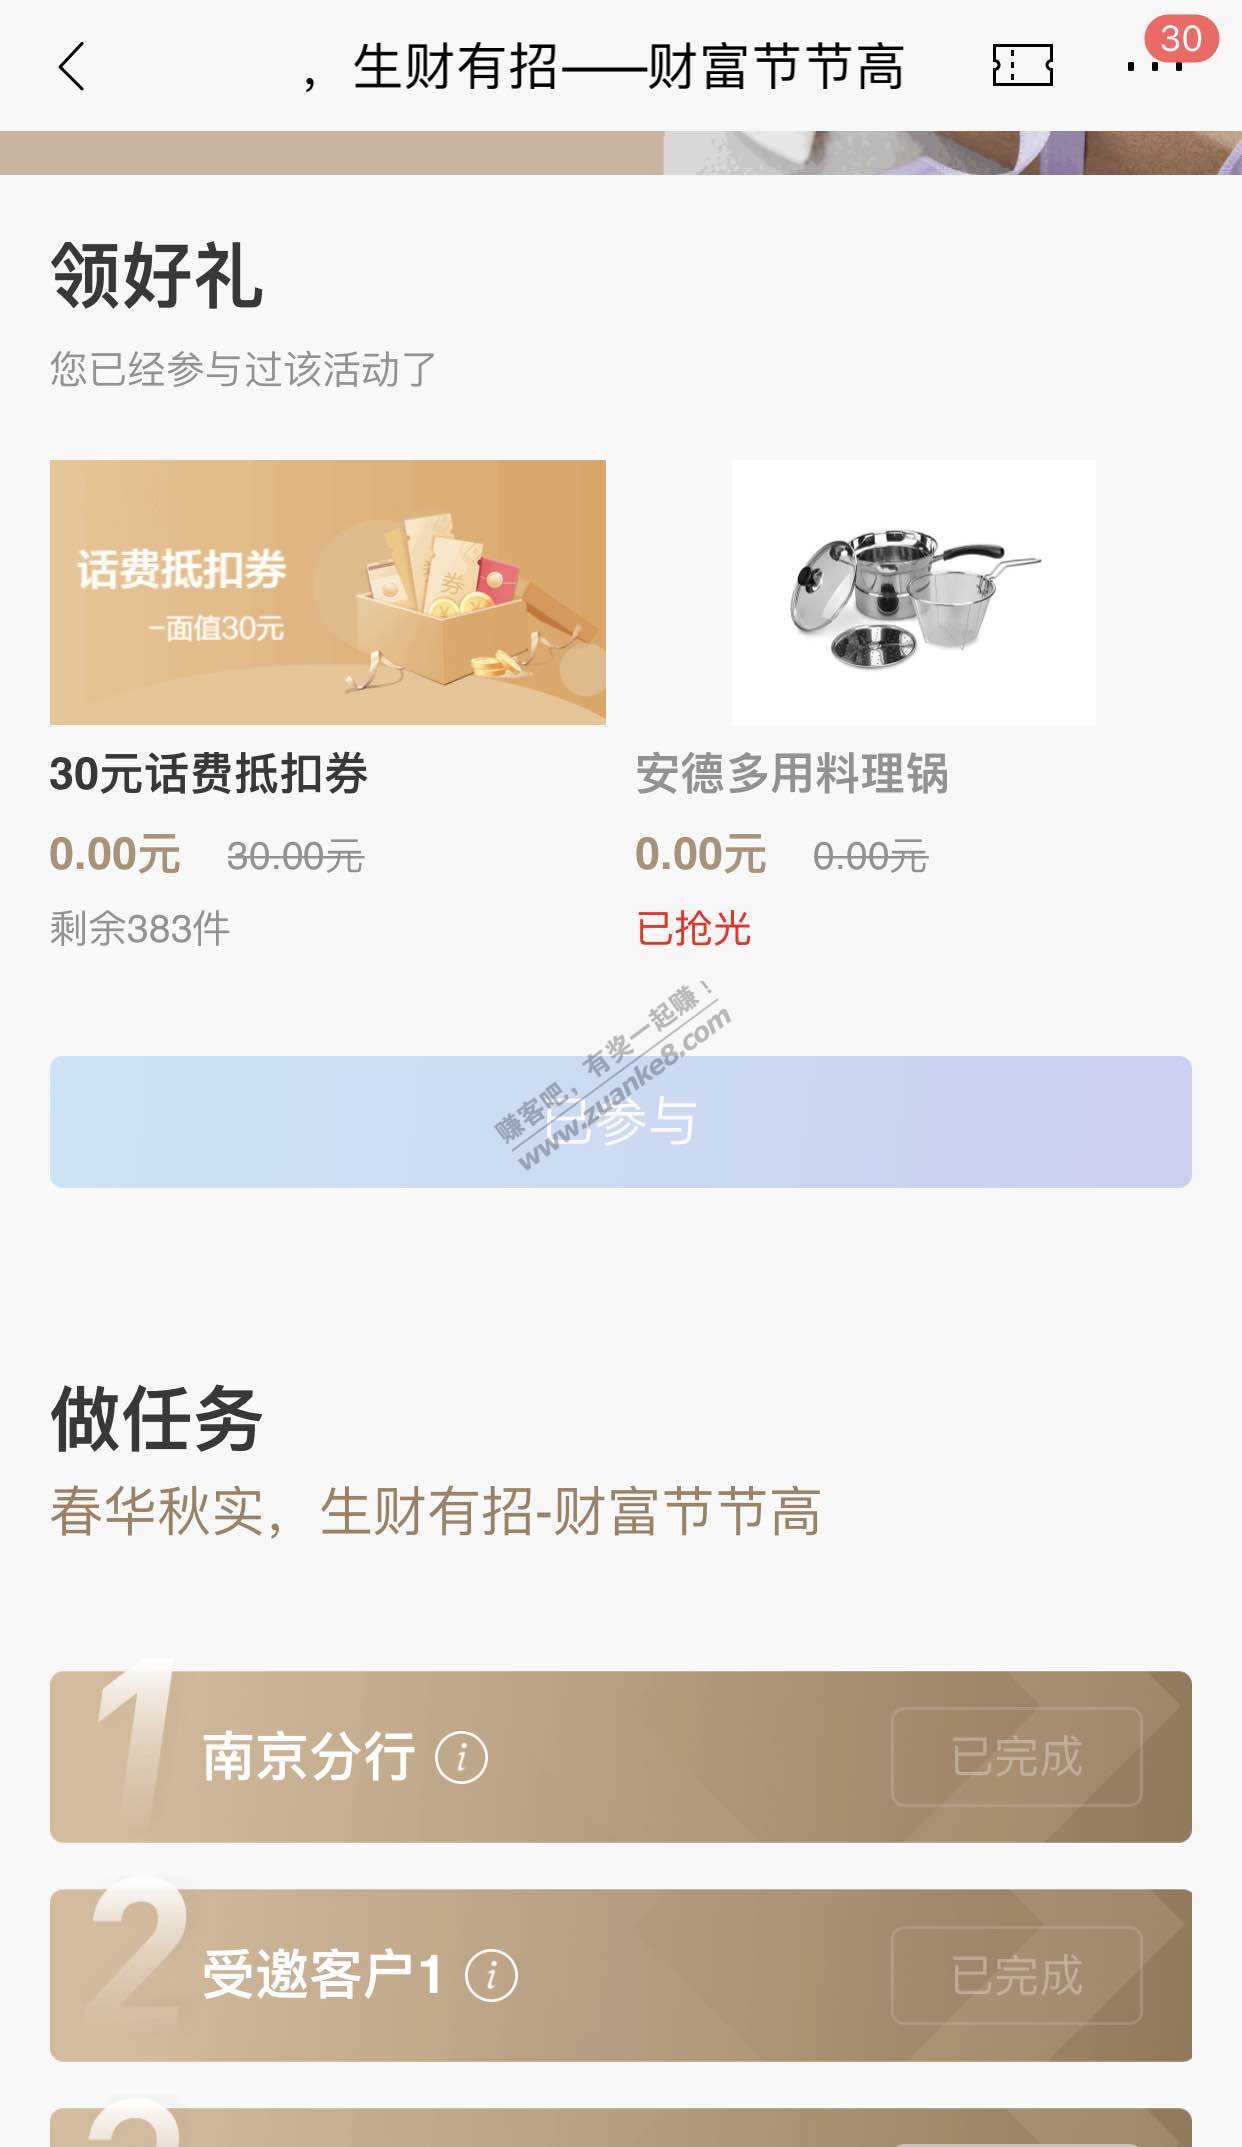 ，生财有招——财富节节高
30
领好礼
您已经参与过该活动了
话费抵扣券
–面值30元
券
30元话费抵扣券
安德多用料理锅
0.00元 30.00元
0.00元 0.00元
剩余383件
已抢光
赚客吧，有奖一起赚！
www.zuanke8.com
已参与
做任务
春华秋实，生财有招-财富节节高
1
南京分行
i
已完成
2
受邀客户1
i
已完成